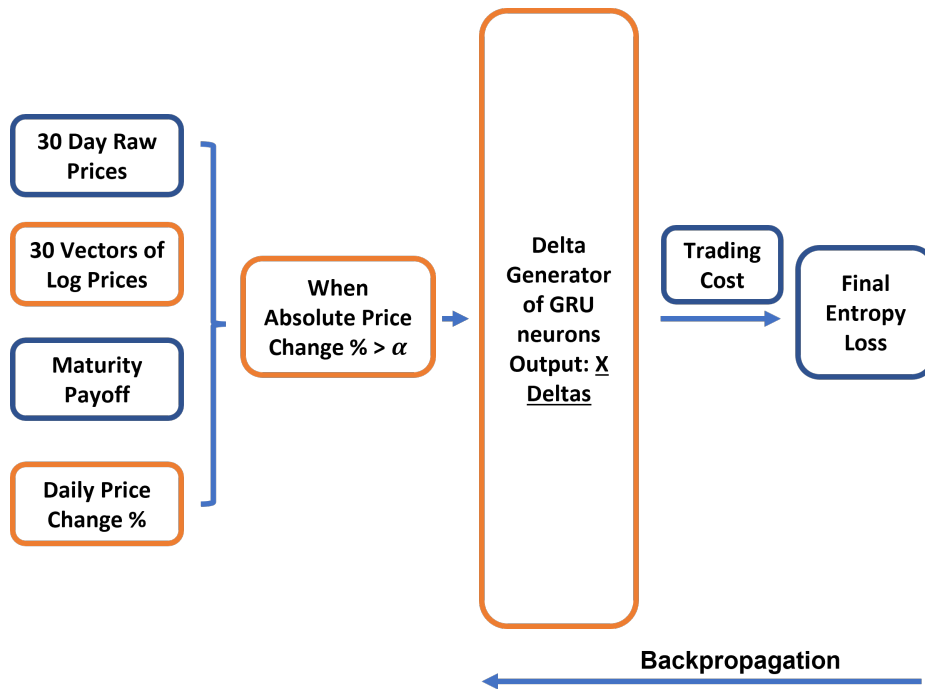 30 Day Raw
Prices
30 Vectors of
Log Prices
Maturity
Payoff
Daily Price
Change %
When
Absolute Price
Change % > α
Delta
Generator
of GRU
neurons
Output: X
Deltas
Trading
Cost
Final
Entropy
Loss
Backpropagation